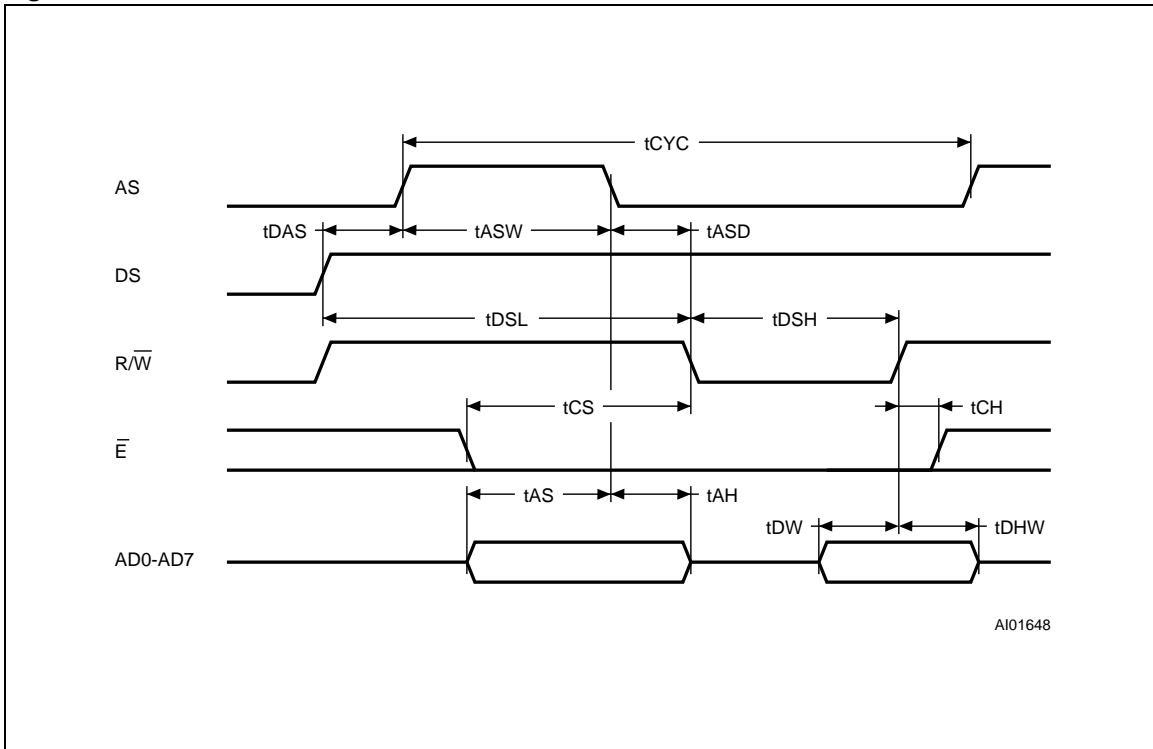 tCYC
AS
tDAS tASW tASD
DS
tDSL tDSH
R/W̅
tCS tCH
E̅
tAS tAH
tDW tDHW
AD0-AD7
AI01648